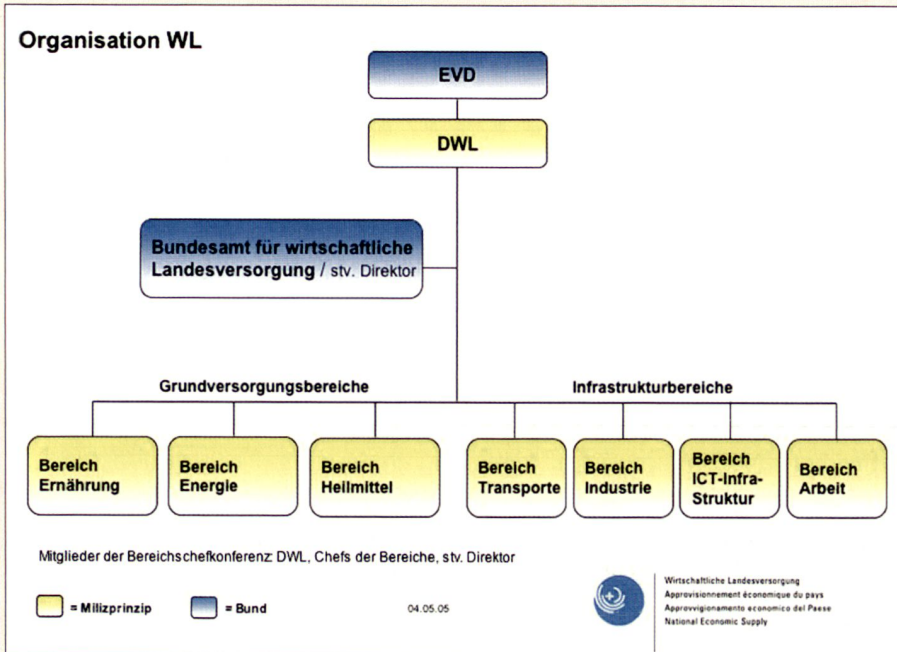 Organisation WL
EVD
DWL
Bundesamt für wirtschaftliche
Landesversorgung / stv. Direktor
Grundversorgungsbereiche
Infrastrukturbereiche
Bereich
Ernährung
Bereich
Energie
Bereich
Heilmittel
Bereich
Transporte
Bereich
Industrie
Bereich
ICT-Infra-
Struktur
Bereich
Arbeit
Mitglieder der Bereichschefkonferenz: DWL, Chefs der Bereiche, stv. Direktor
= Milizprinzip
= Bund
04.05.05
Wirtschaftliche Landesversorgung
Approvisionnement économique du pays
Approvvigionamento economico del Paese
National Economic Supply